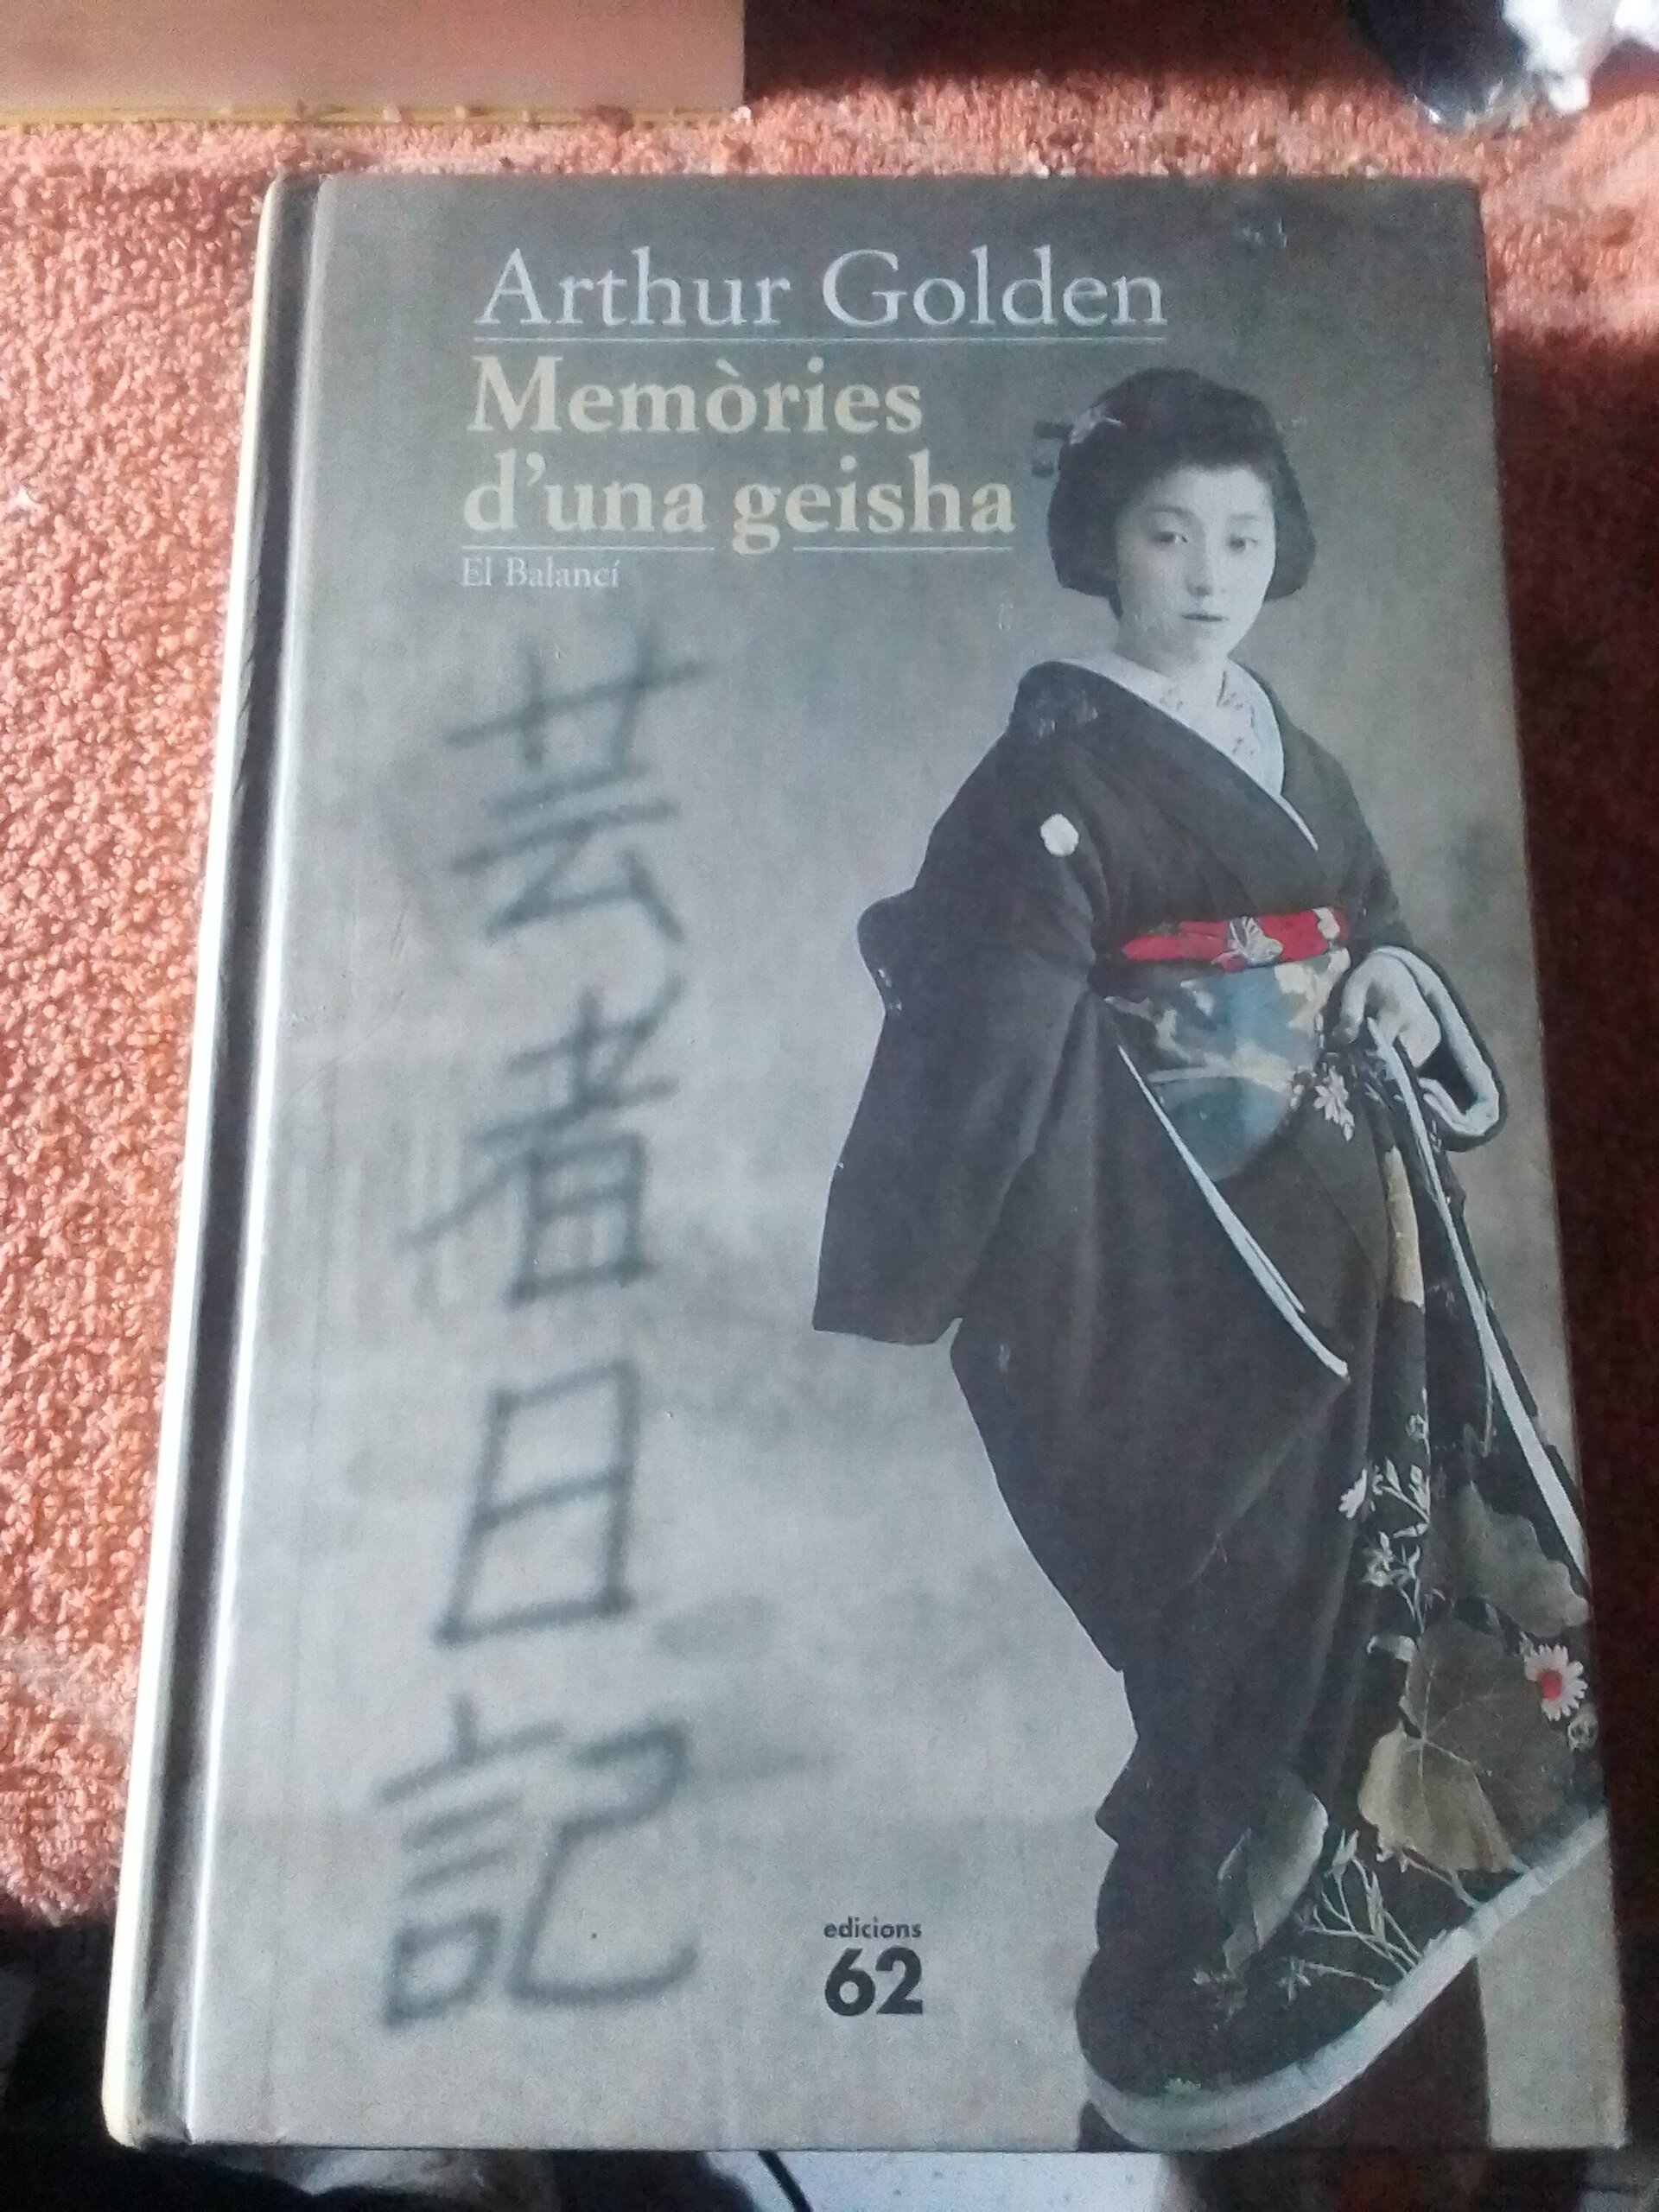 Arthur Golden
Memòries
d'una geisha
El Balancí
芸者日記
edicions
62